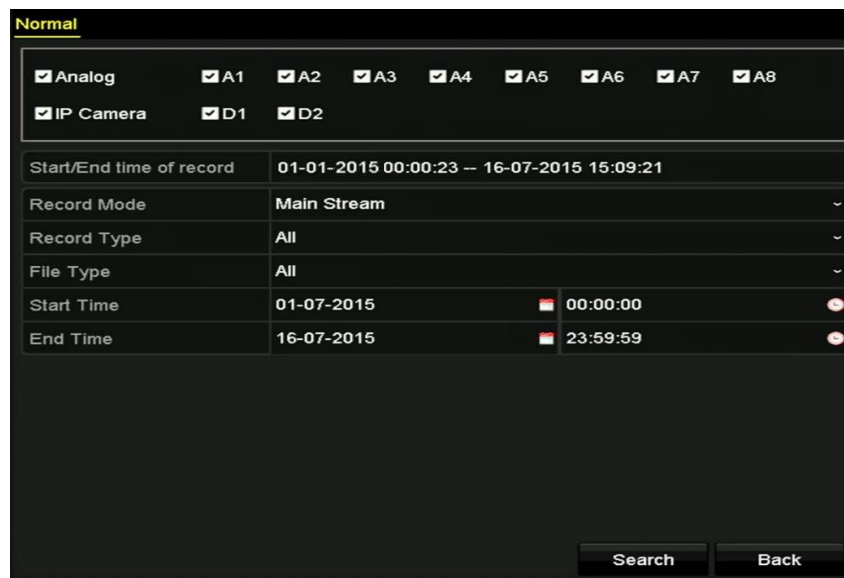 Normal
Analog A1 A2 A3 A4 A5 A6 A7 A8
IP Camera D1 D2
Start/End time of record 01-01-2015 00:00:23 -- 16-07-2015 15:09:21
Record Mode Main Stream
Record Type All
File Type All
Start Time 01-07-2015 00:00:00
End Time 16-07-2015 23:59:59
Search Back